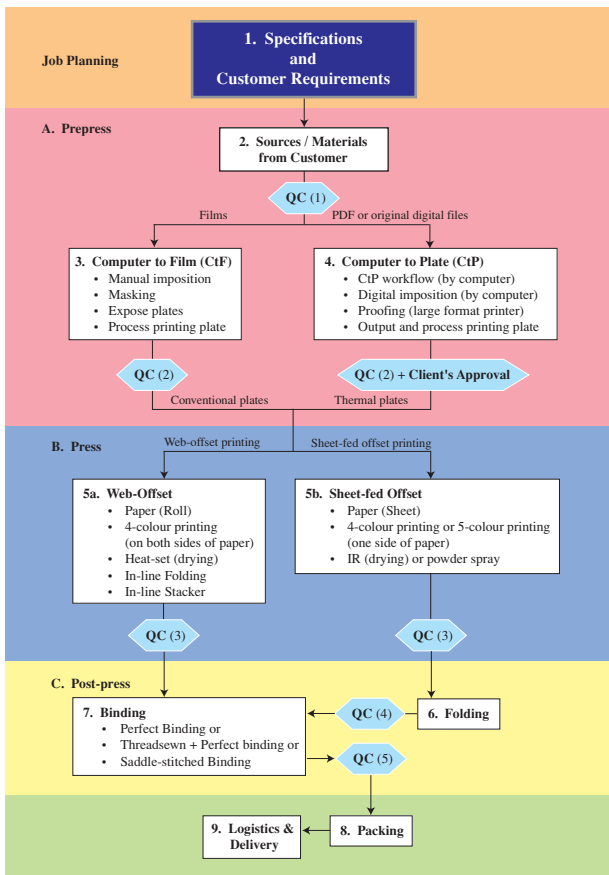 Job Planning
1. Specifications
and
Customer Requirements
A. Prepress
2. Sources / Materials
from Customer
QC (1)
Films
PDF or original digital files
3. Computer to Film (CtF)
• Manual imposition
• Masking
• Expose plates
• Process printing plate
4. Computer to Plate (CtP)
• CtP workflow (by computer)
• Digital imposition (by computer)
• Proofing (large format printer)
• Output and process printing plate
QC (2)
QC (2) + Client's Approval
Conventional plates
Thermal plates
B. Press
Web-offset printing
Sheet-fed offset printing
5a. Web-Offset
• Paper (Roll)
• 4-colour printing
(on both sides of paper)
• Heat-set (drying)
• In-line Folding
• In-line Stacker
5b. Sheet-fed Offset
• Paper (Sheet)
• 4-colour printing or 5-colour printing
(one side of paper)
• IR (drying) or powder spray
QC (3)
QC (3)
C. Post-press
7. Binding
• Perfect Binding or
• Threadsewn + Perfect binding or
• Saddle-stitched Binding
QC (4)
6. Folding
QC (5)
9. Logistics &
Delivery
8. Packing